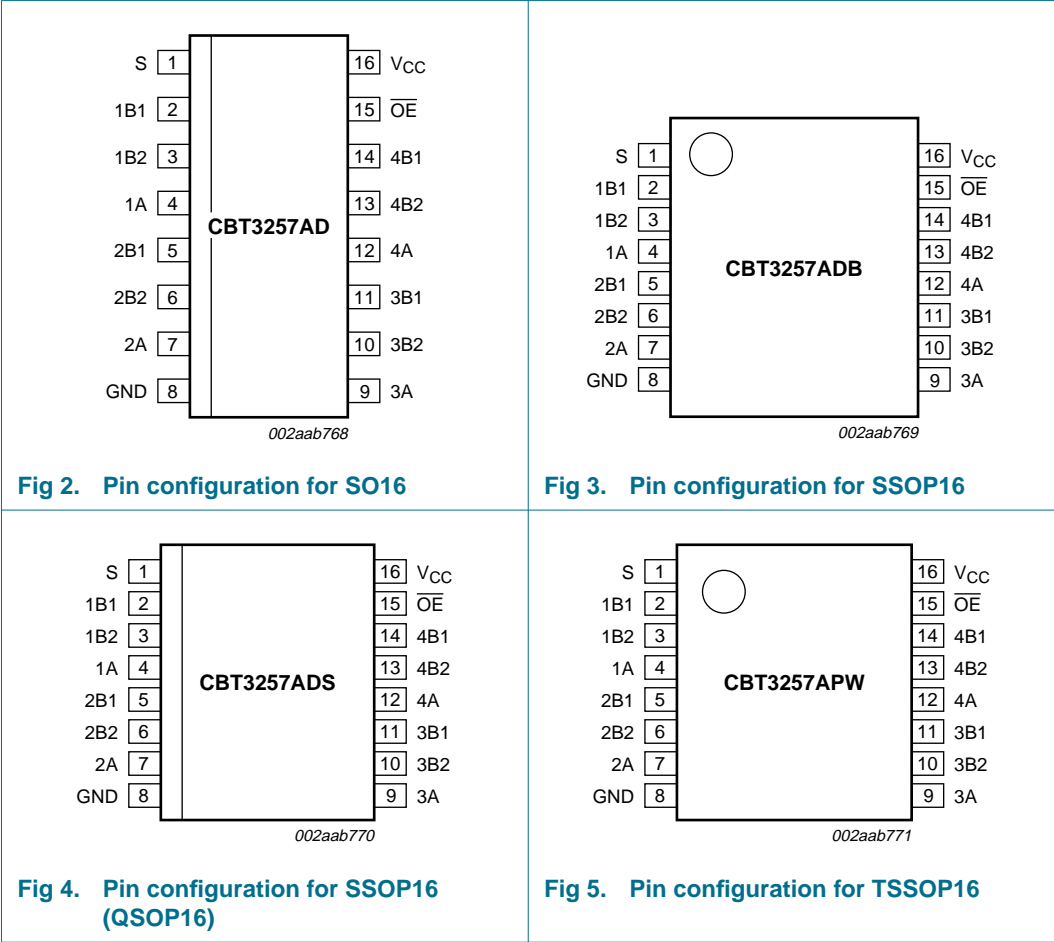 S 1 16 VCC
1B1 2 15 OE
1B2 3 14 4B1
1A 4 13 4B2
CBT3257AD
2B1 5 12 4A
2B2 6 11 3B1
2A 7 10 3B2
GND 8 9 3A
002aab768
Fig 2. Pin configuration for SO16
S 1 16 VCC
1B1 2 15 OE
1B2 3 14 4B1
1A 4 13 4B2
CBT3257ADB
2B1 5 12 4A
2B2 6 11 3B1
2A 7 10 3B2
GND 8 9 3A
002aab769
Fig 3. Pin configuration for SSOP16
S 1 16 VCC
1B1 2 15 OE
1B2 3 14 4B1
1A 4 13 4B2
CBT3257ADS
2B1 5 12 4A
2B2 6 11 3B1
2A 7 10 3B2
GND 8 9 3A
002aab770
Fig 4. Pin configuration for SSOP16
(QSOP16)
S 1 16 VCC
1B1 2 15 OE
1B2 3 14 4B1
1A 4 13 4B2
CBT3257APW
2B1 5 12 4A
2B2 6 11 3B1
2A 7 10 3B2
GND 8 9 3A
002aab771
Fig 5. Pin configuration for TSSOP16